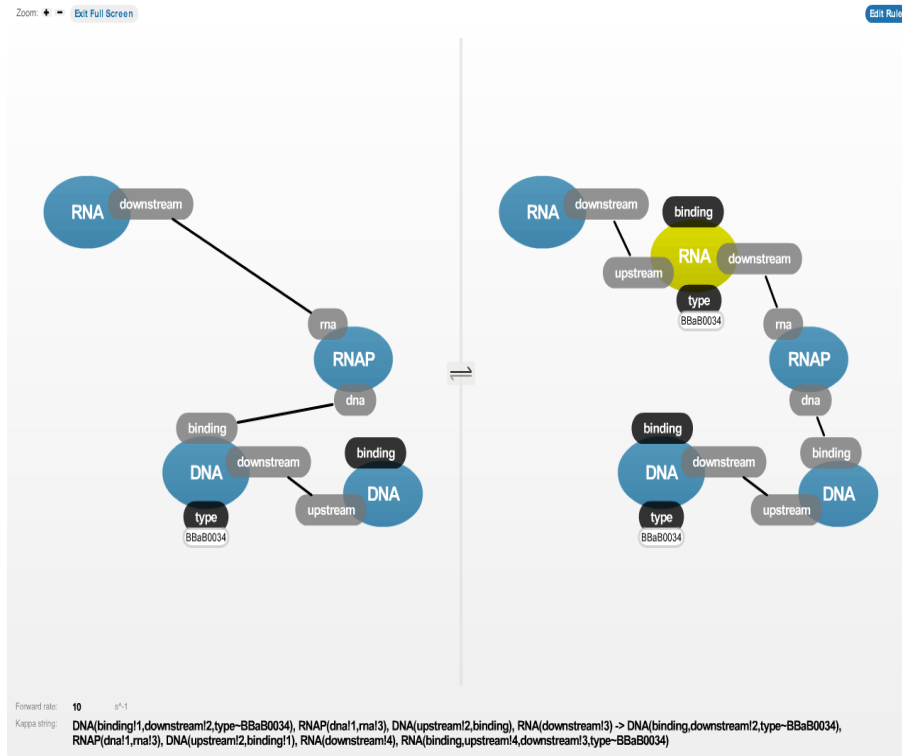 Zoom: + - Exit Full Screen
Edit Rule
RNA downstream
rna
RNAP
dna
binding
DNA downstream
binding
DNA
upstream
type
BBaB0034
RNA downstream
binding
RNA downstream
upstream
type
BBaB0034
rna
RNAP
dna
binding
DNA downstream
type
BBaB0034
binding
DNA
upstream
Forward rate: 10 s^-1
Kappa string: DNA(binding!1,downstream!2,type~BBaB0034), RNAP(dna!1,rna!3), DNA(upstream!2,binding), RNA(downstream!3) -> DNA(binding,downstream!2,type~BBaB0034),
RNAP(dna!1,rna!3), DNA(upstream!2,binding!1), RNA(downstream!4), RNA(binding,upstream!4,downstream!3,type~BBaB0034)